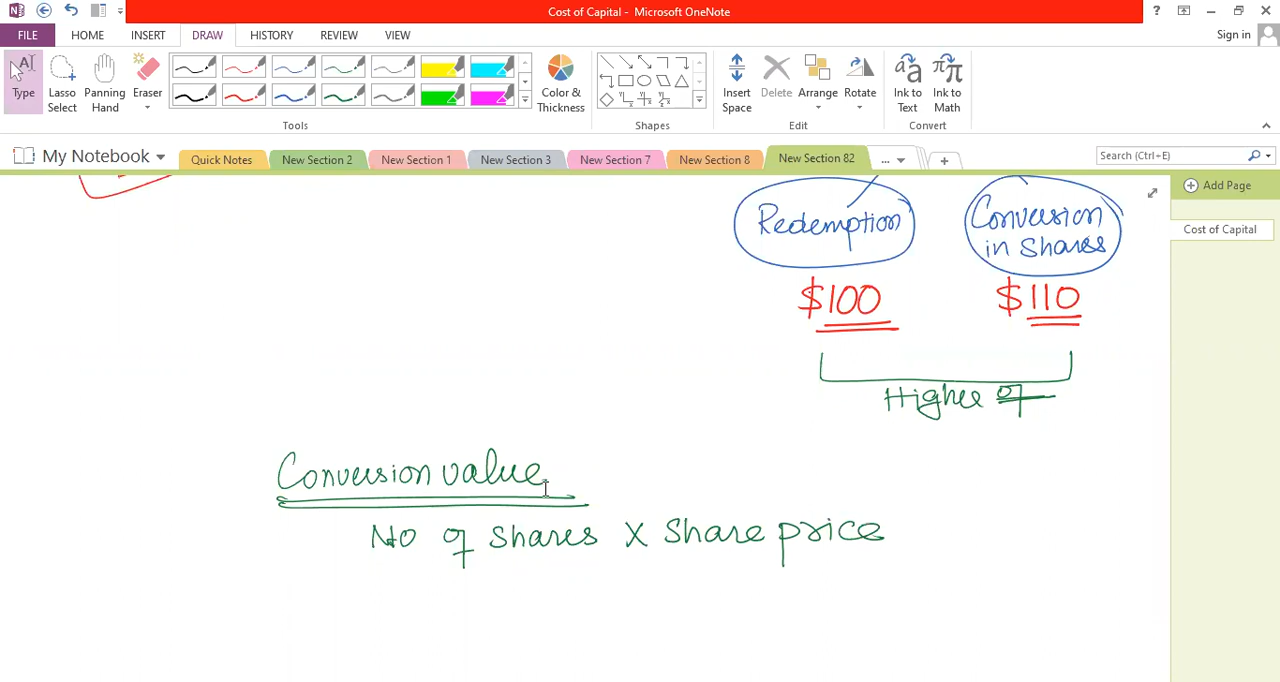 Cost of Capital - Microsoft OneNote
Sign in
FILE HOME INSERT DRAW HISTORY REVIEW VIEW
Type
Lasso Select
Panning Hand
Eraser
Color & Thickness
Insert Space
Delete
Arrange
Rotate
Ink to Text
Ink to Math
Tools
Shapes
Edit
Convert
My Notebook
Quick Notes
New Section 2
New Section 1
New Section 3
New Section 7
New Section 8
New Section 82
...
Search (Ctrl+E)
Add Page
Cost of Capital
Redemption
Conversion
in Shares
$100
$110
Higher of
Conversion value
No of shares X Share price